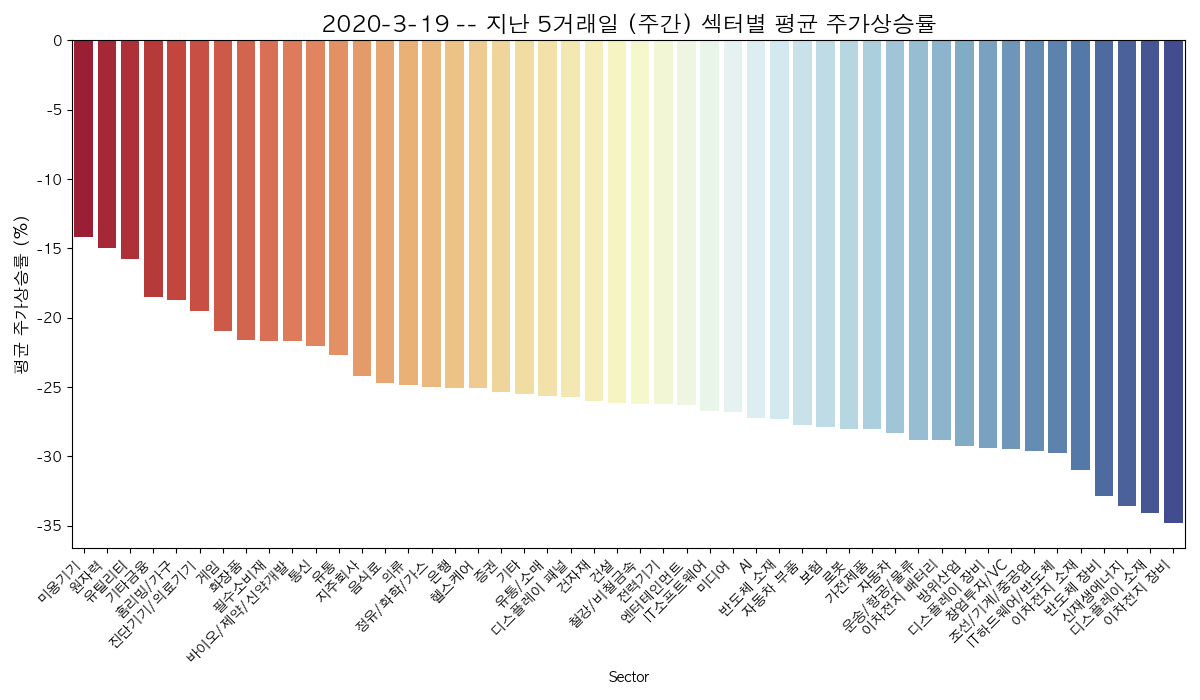 2020-3-19 -- 지난 5거래일 (주간) 섹터별 평균 주가상승률
평균 주가상승률 (%)
0
-5
-10
-15
-20
-25
-30
-35
미용기기
원자력
유틸리티
기타금융
홈리빙/가구
진단기기/의료기기
게임
화장품
필수소비재
바이오/제약/신약개발
통신
유통
지주회사
음식료
의류
정유/화학/가스
은행
헬스케어
증권
기타
유통/소매
디스플레이 패널
건자재
건설
철강/비철금속
전력기기
엔터테인먼트
IT소프트웨어
미디어
AI
반도체 소재
자동차 부품
보험
로봇
가전제품
자동차
운송/항공/물류
이차전지 배터리
방위산업
디스플레이 장비
창업투자/VC
조선/기계/중공업
IT하드웨어/반도체
이차전지 소재
반도체 장비
신재생에너지
디스플레이 소재
이차전지 장비
Sector